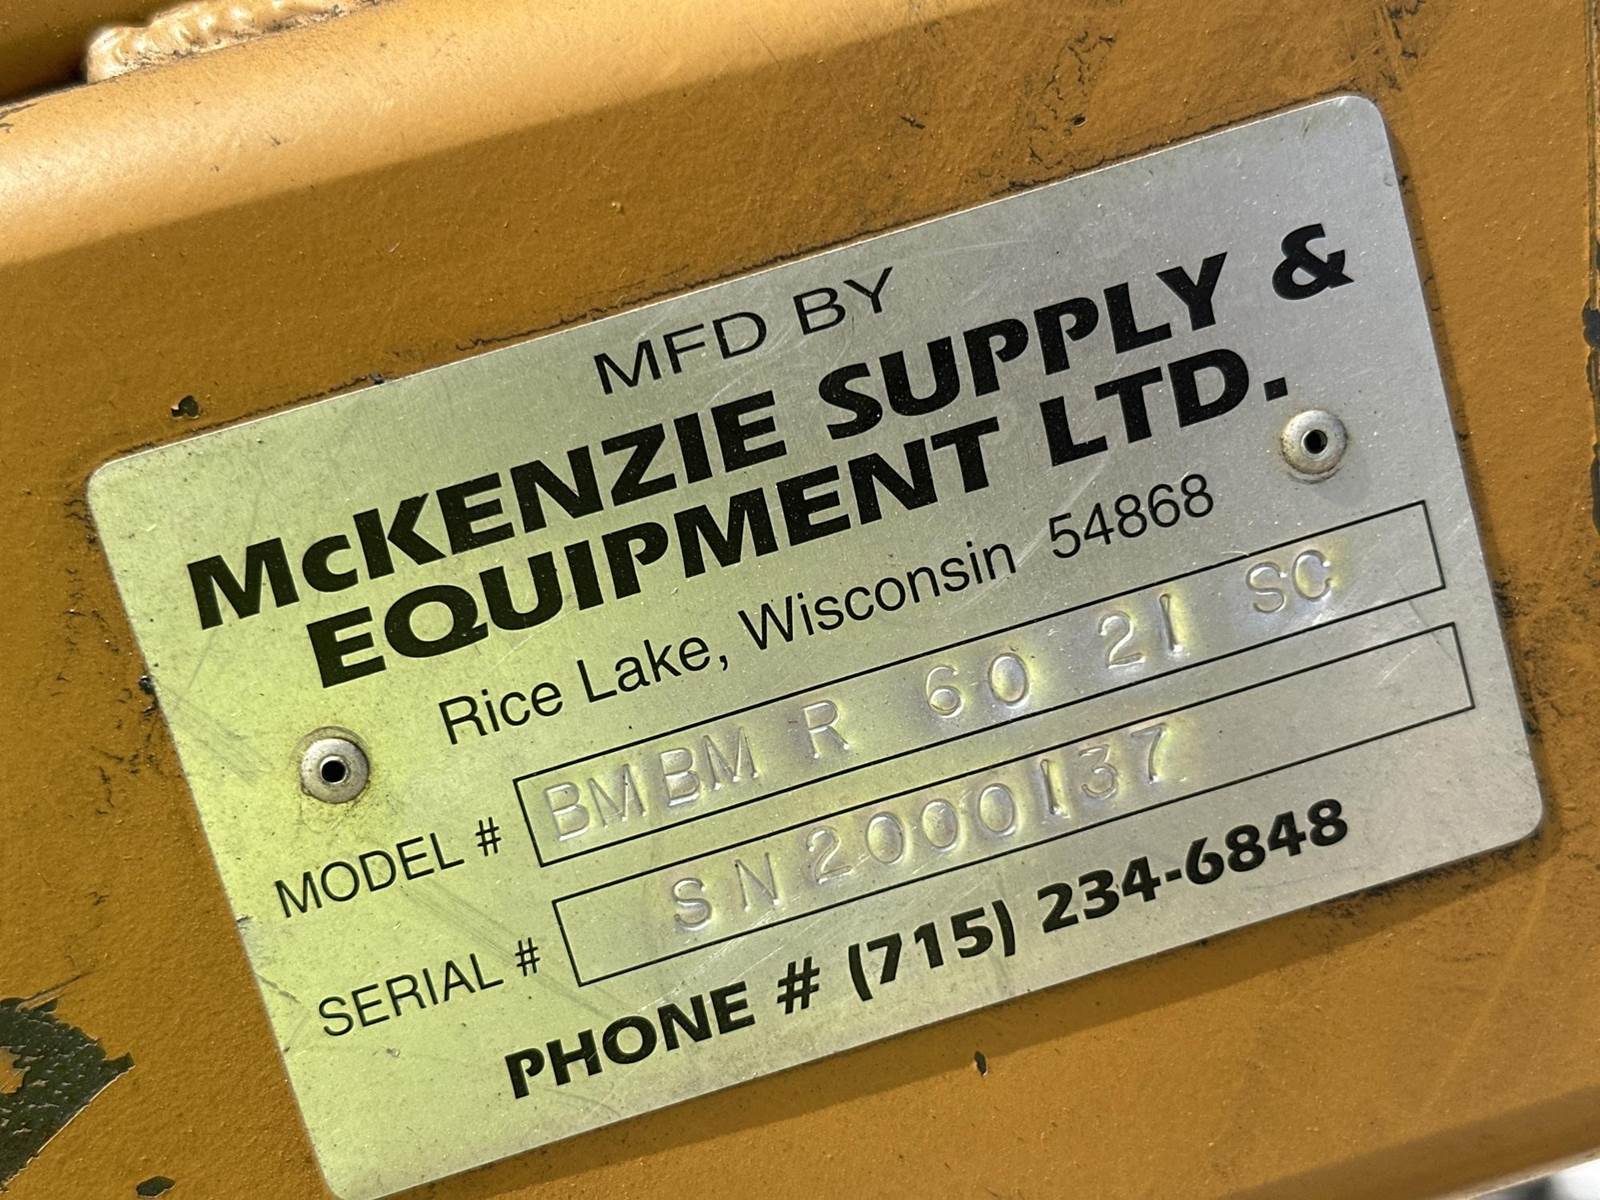 MFD BY
McKENZIE SUPPLY &
EQUIPMENT LTD.
Rice Lake, Wisconsin 54868
MODEL # BMBM R 60 21 SC
SERIAL # SN2000137
PHONE # (715) 234-6848